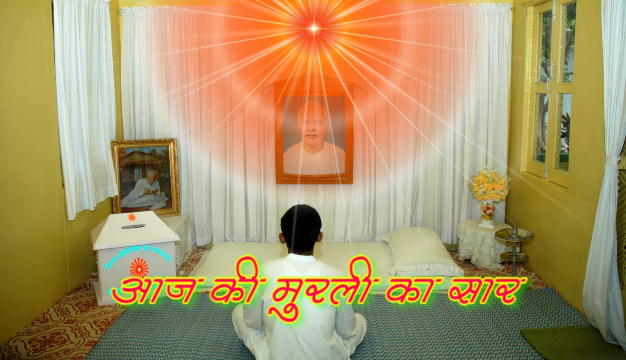 आज की मुरली का सार